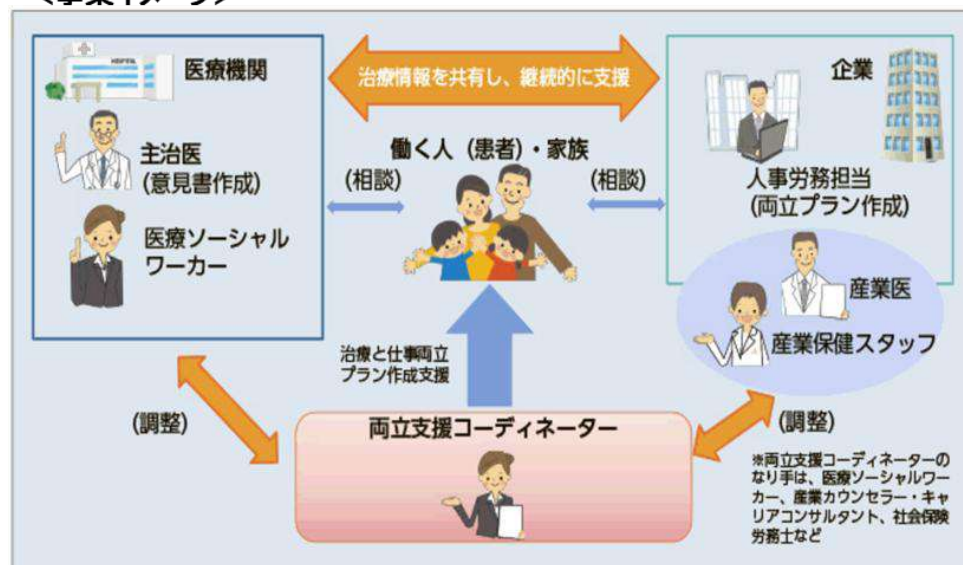 医療機関
主治医
(意見書作成)
医療ソーシャル
ワーカー
治療情報を共有し、継続的に支援
働く人（患者）・家族
(相談)
(相談)
企業
人事労務担当
(両立プラン作成)
産業医
産業保健スタッフ
治療と仕事両立
プラン作成支援
(調整)
両立支援コーディネーター
(調整)
※両立支援コーディネーターの
なり手は、医療ソーシャルワー
カー、産業カウンセラー・キャ
リアコンサルタント、社会保険
労務士など